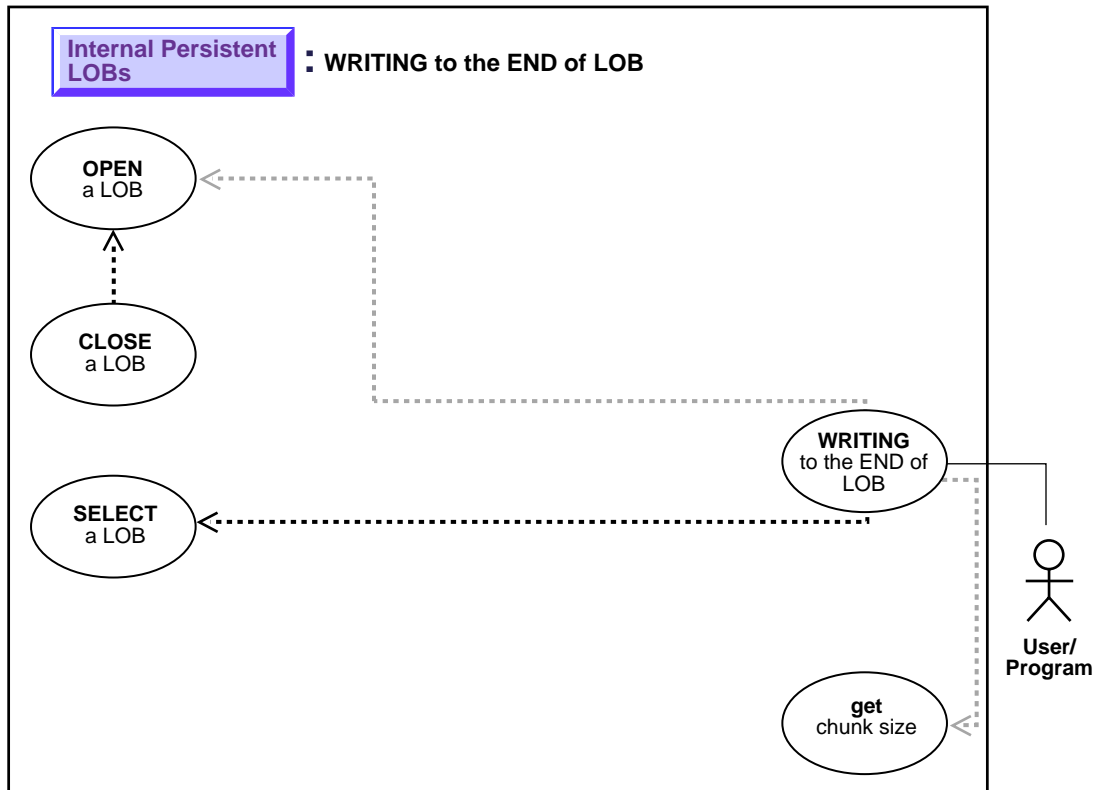 Internal Persistent
LOBs
: WRITING to the END of LOB
OPEN
a LOB
CLOSE
a LOB
WRITING
to the END of
LOB
SELECT
a LOB
User/
Program
get
chunk size